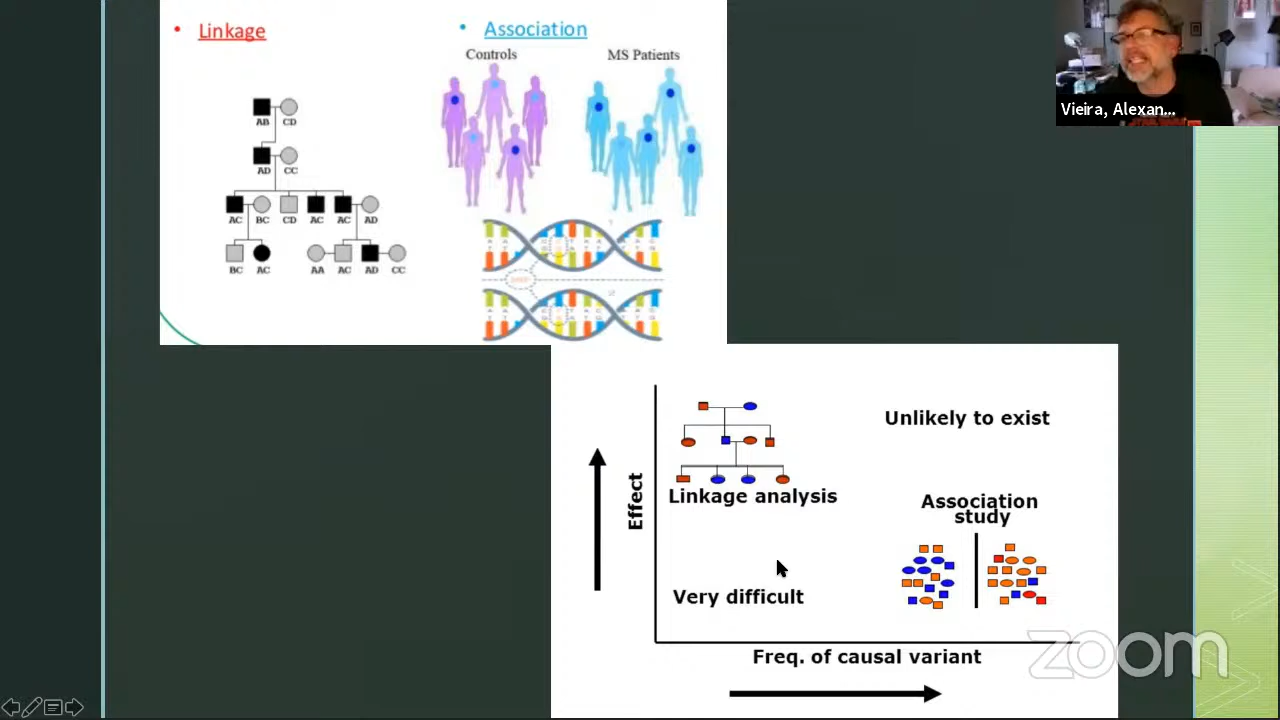 • Linkage
• Association
Controls
MS Patients
AB CD
AD CC
AC BC CD AC AC AD
BC AC AA AC AD CC
Vieira, Alexan...
Unlikely to exist
Linkage analysis
Association
study
Effect
Very difficult
Freq. of causal variant
zoom